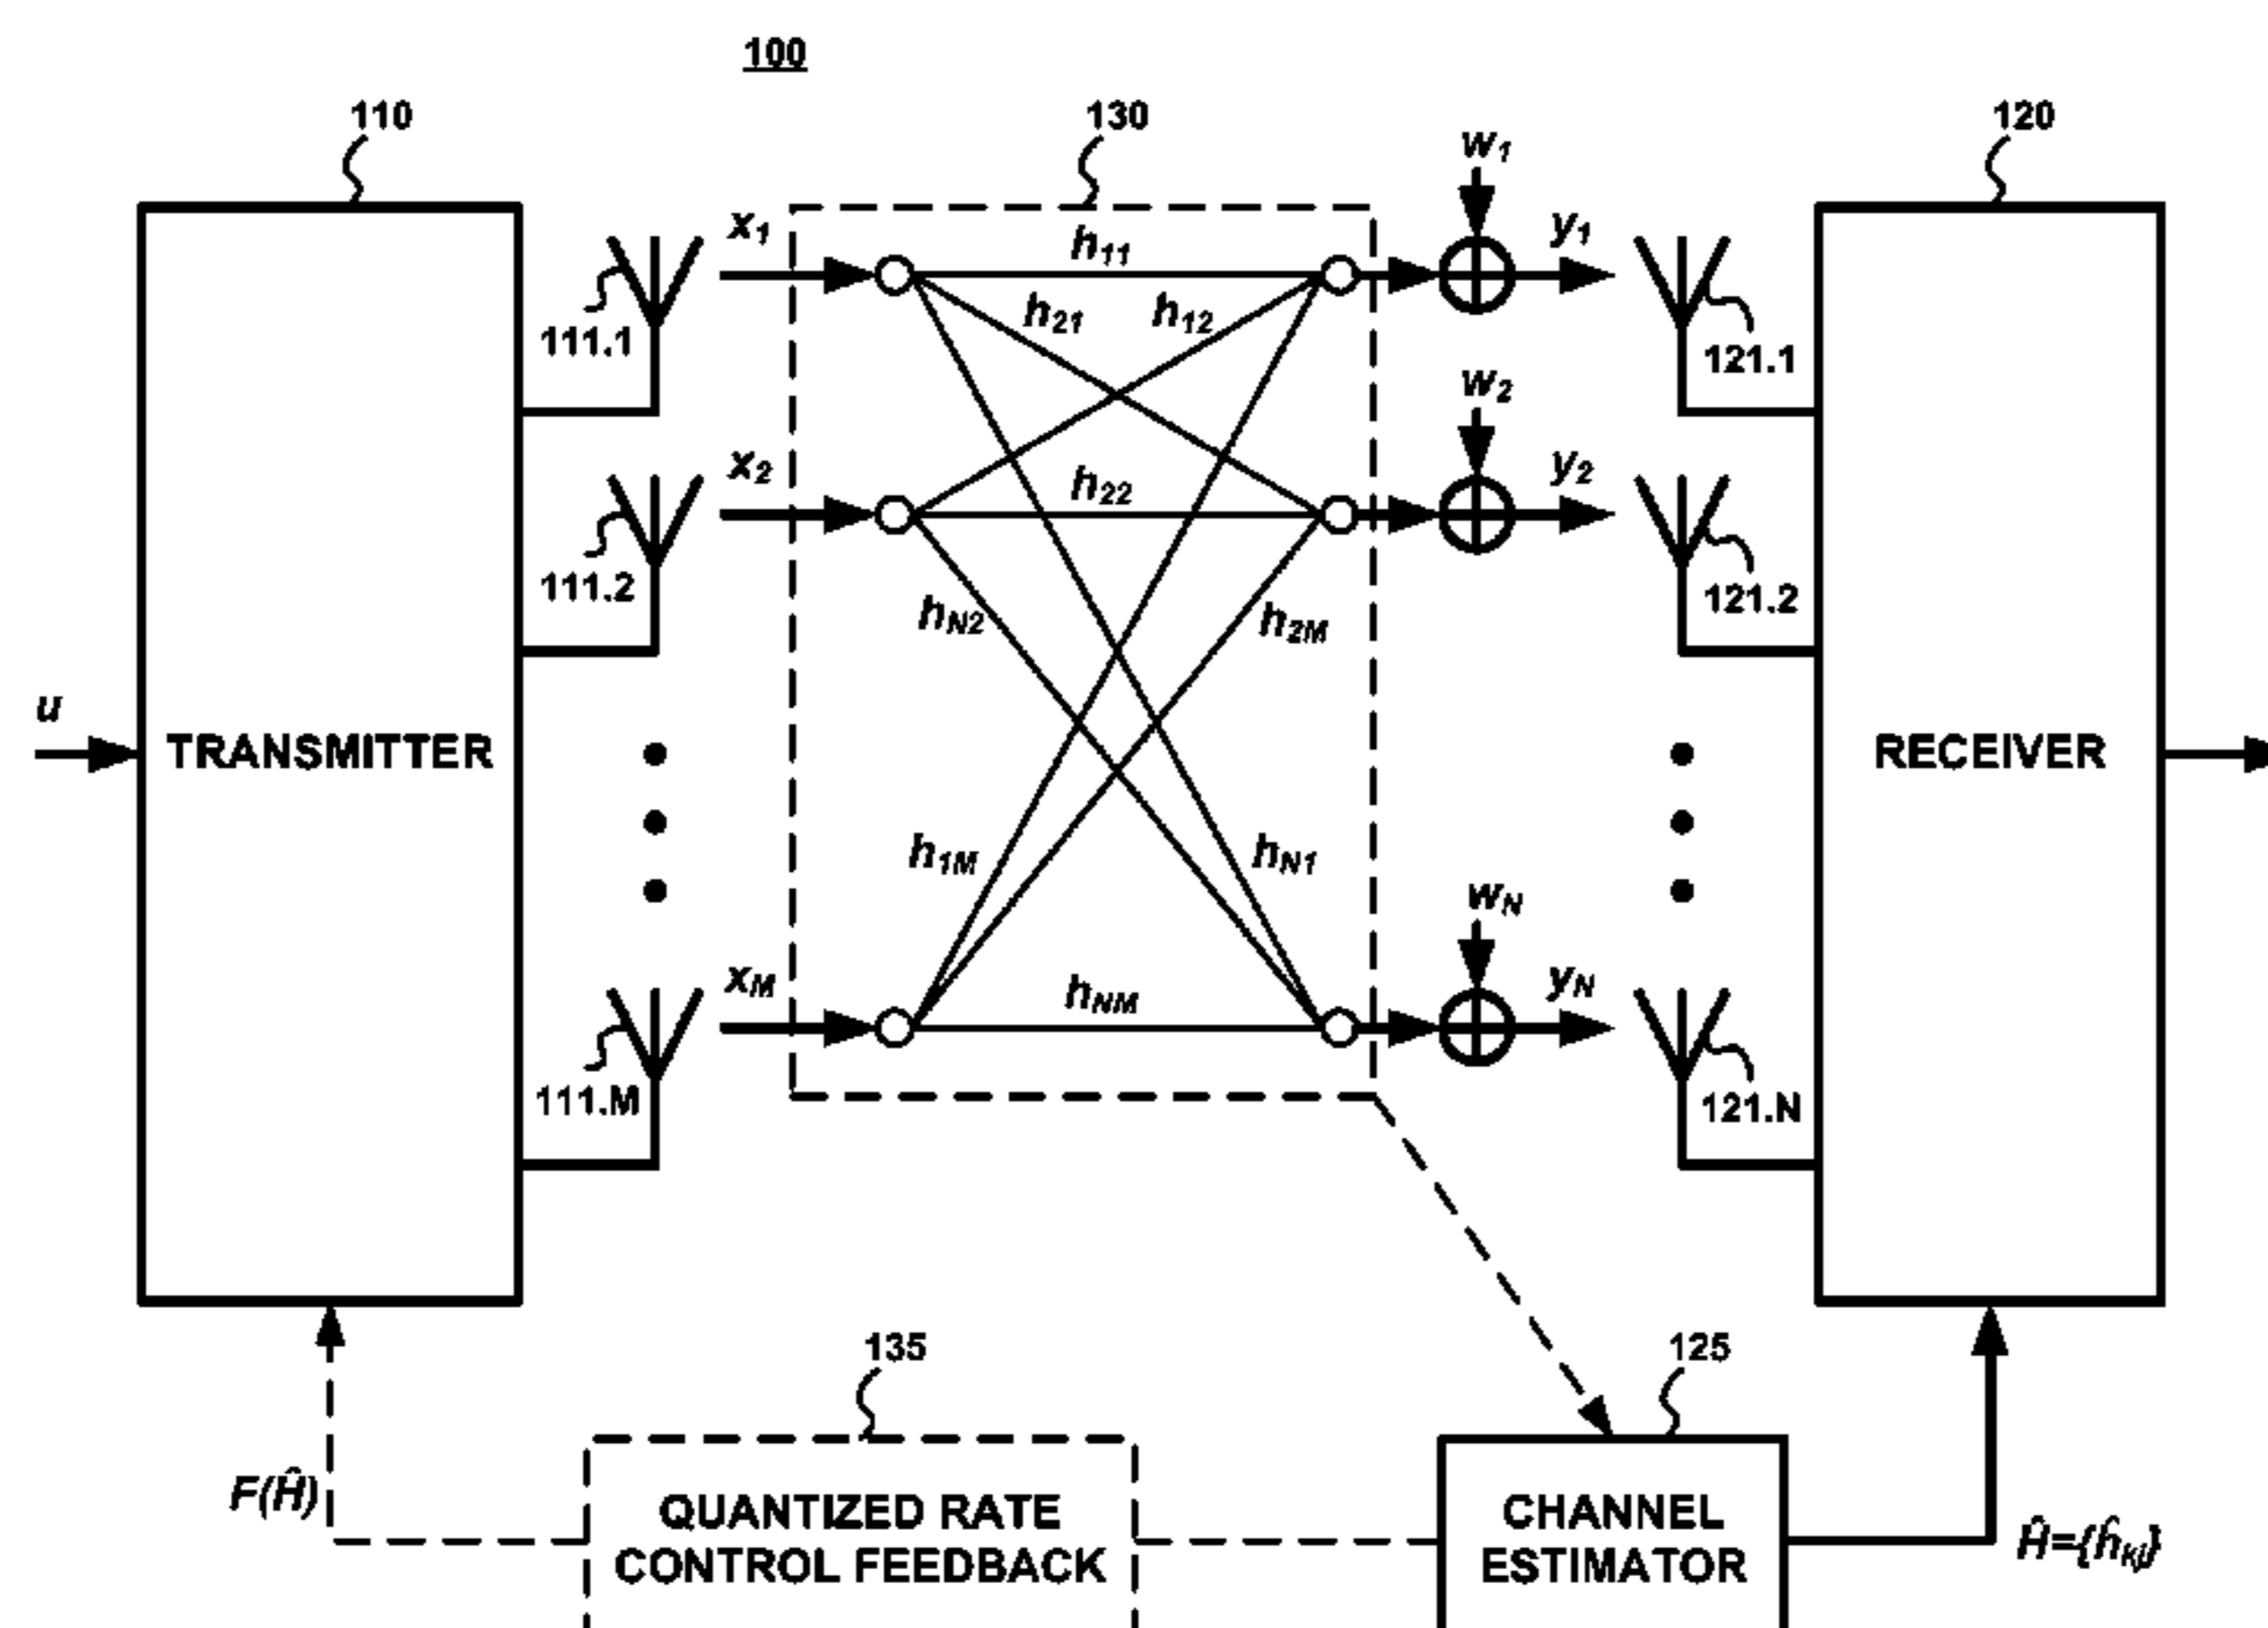 100
110
130
120
w1
x1
h11
y1
h21
h12
111.1
121.1
w2
x2
h22
y2
111.2
hN2
h2M
121.2
u
TRANSMITTER
RECEIVER
h1M
hN1
wN
xM
hNM
yN
111.M
121.N
135
125
F(Ĥ)
QUANTIZED RATE
CONTROL FEEDBACK
CHANNEL
ESTIMATOR
Ĥ={ĥkj}